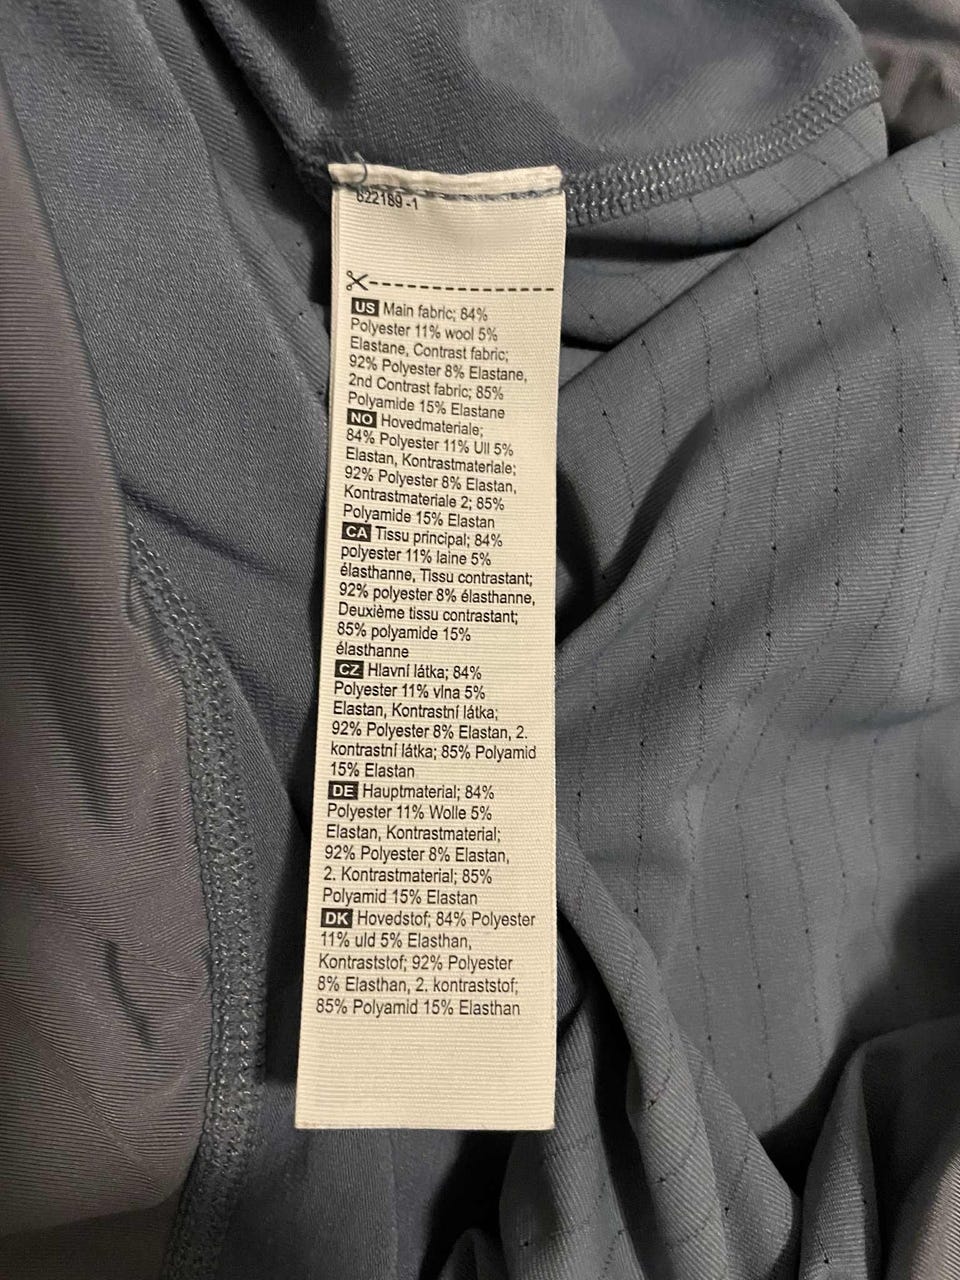 622189-1
US Main fabric; 84%
Polyester 11% wool 5%
Elastane, Contrast fabric;
92% Polyester 8% Elastane,
2nd Contrast fabric; 85%
Polyamide 15% Elastane
NO Hovedmateriale;
84% Polyester 11% Ull 5%
Elastan, Kontrastmateriale;
92% Polyester 8% Elastan,
Kontrastmateriale 2; 85%
Polyamide 15% Elastan
CA Tissu principal; 84%
polyester 11% laine 5%
élasthanne, Tissu contrastant;
92% polyester 8% élasthanne,
Deuxième tissu contrastant;
85% polyamide 15%
élasthanne
CZ Hlavní látka; 84%
Polyester 11% vlna 5%
Elastan, Kontrastní látka;
92% Polyester 8% Elastan, 2.
kontrastní látka; 85% Polyamid
15% Elastan
DE Hauptmaterial; 84%
Polyester 11% Wolle 5%
Elastan, Kontrastmaterial;
92% Polyester 8% Elastan,
2. Kontrastmaterial; 85%
Polyamid 15% Elastan
DK Hovedstof; 84% Polyester
11% uld 5% Elasthan,
Kontraststof; 92% Polyester
8% Elasthan, 2. kontraststof;
85% Polyamid 15% Elasthan